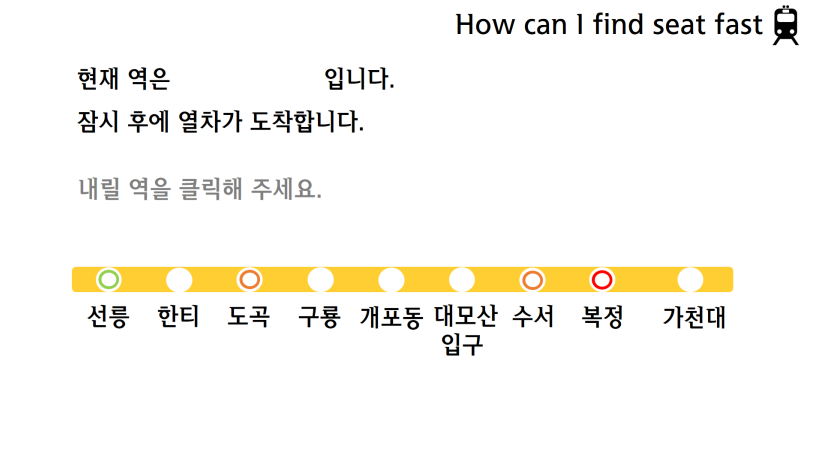 How can I find seat fast
현재 역은 입니다.
잠시 후에 열차가 도착합니다.
내릴 역을 클릭해 주세요.
선릉 한티 도곡 구룡 개포동 대모산 수서 복정 가천대
입구